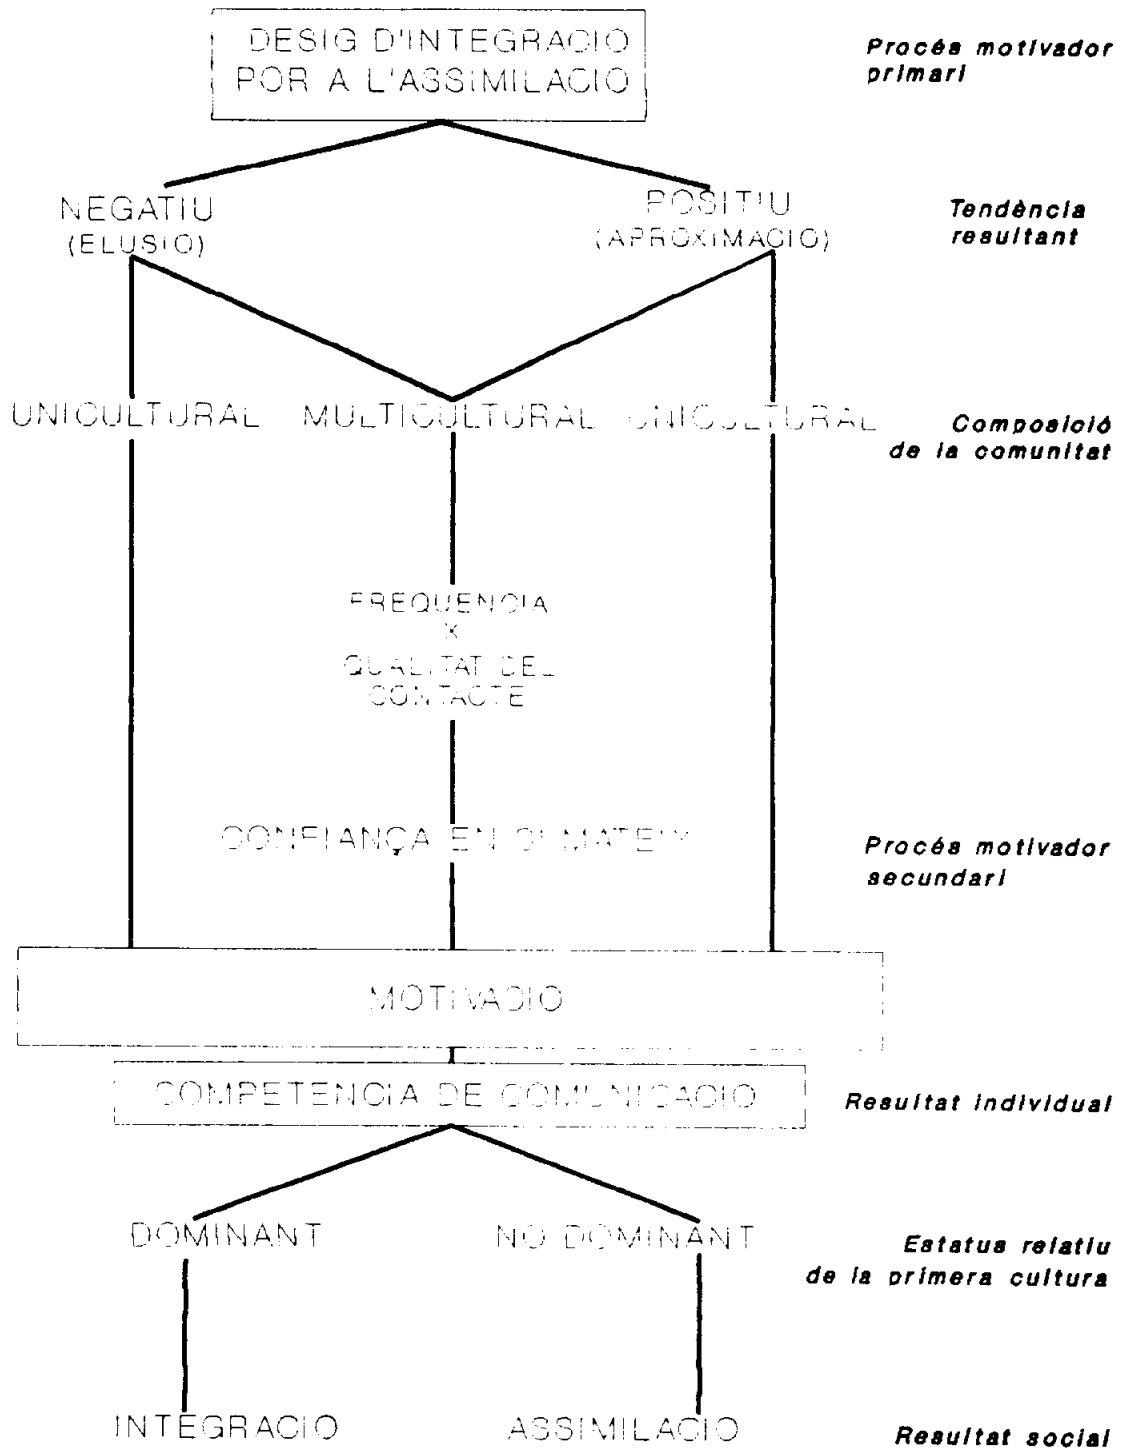 DESIG D'INTEGRACIO
POR A L'ASSIMILACIO
Procés motivador
primari
NEGATIU
(ELUSIO)
POSITIU
(APROXIMACIO)
Tendència
resultant
UNICULTURAL
MULTICULTURAL
UNICULTURAL
Composició
de la comunitat
FREQUENCIA
X
QUALITAT DEL
CONTACTE
CONFIANÇA EN SI MATEIX
Procés motivador
secundari
MOTIVACIO
COMPETENCIA DE COMUNICACIO
Resultat individual
DOMINANT
NO DOMINANT
Estatus relatiu
de la primera cultura
INTEGRACIO
ASSIMILACIO
Resultat social